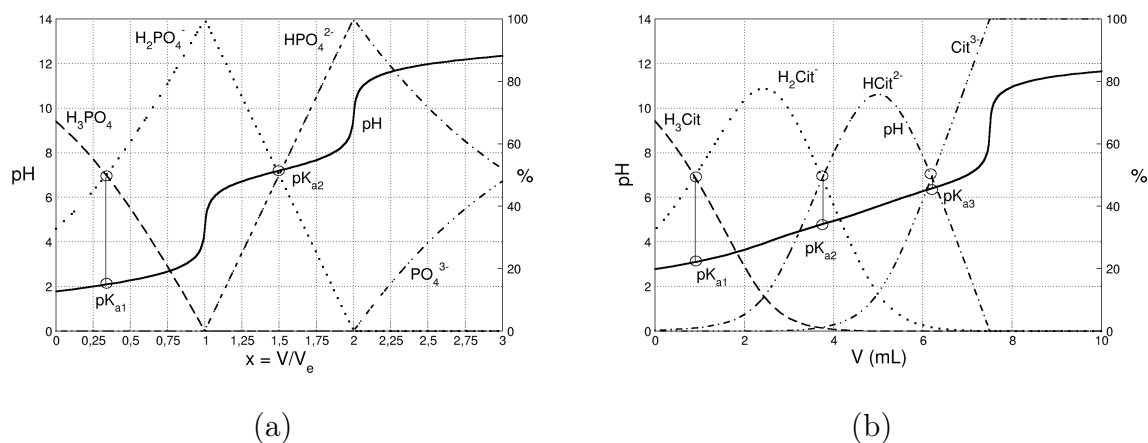 14
12
10
8
pH
6
4
2
0
100
80
60
%
40
20
0
H₃PO₄
H₂PO₄⁻
HPO₄²⁻
pH
pKₐ₂
pKₐ₁
PO₄³⁻
0 0,25 0,5 0,75 1 1,25 1,5 1,75 2 2,25 2,5 2,75 3
x = V/Vₑ
(a)
14
12
10
8
pH
6
4
2
0
100
80
60
%
40
20
0
Cit³⁻
H₂Cit⁻
HCit²⁻
H₃Cit
pH
pKₐ₃
pKₐ₂
pKₐ₁
0 2 4 6 8 10
V (mL)
(b)